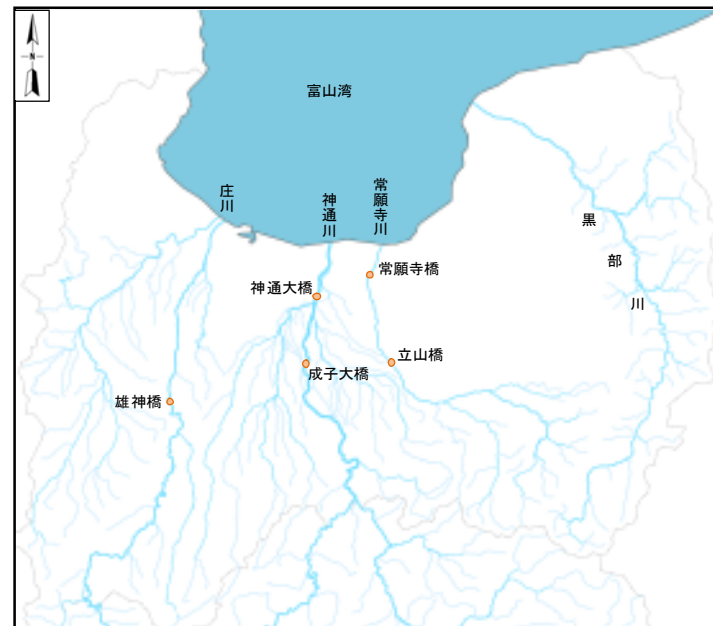 N
富山湾
庄川
神通川
常願寺川
黒部川
常願寺橋
神通大橋
立山橋
成子大橋
雄神橋